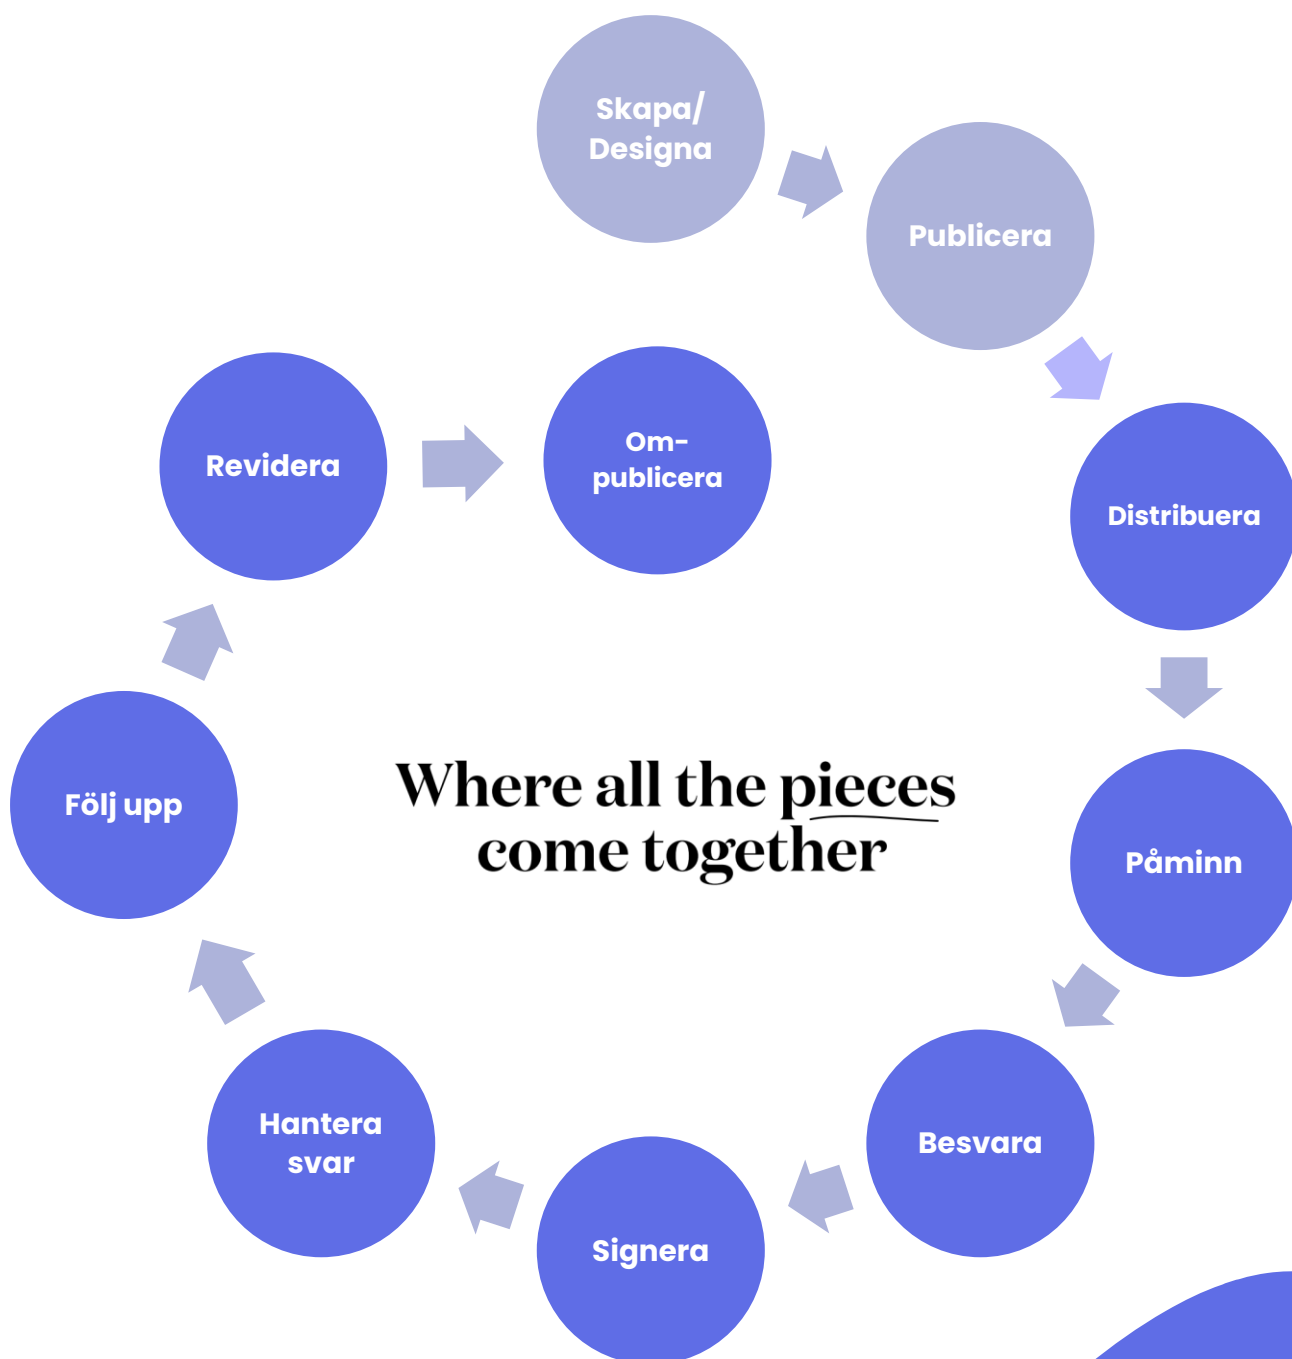 Skapa/
Designa
Publicera
Distribuera
Påminn
Besvara
Signera
Hantera
svar
Följ upp
Revidera
Om-
publicera
Where all the pieces
come together